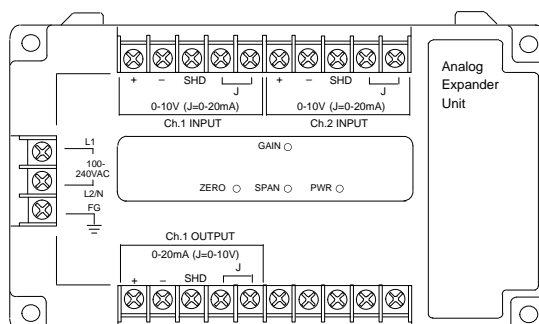 + – SHD J + – SHD J
0-10V (J=0-20mA) 0-10V (J=0-20mA)
Ch.1 INPUT Ch.2 INPUT
Analog
Expander
Unit
L1
100-
240VAC
L2/N
FG
GAIN
ZERO SPAN PWR
Ch.1 OUTPUT
0-20mA (J=0-10V)
+ – SHD J